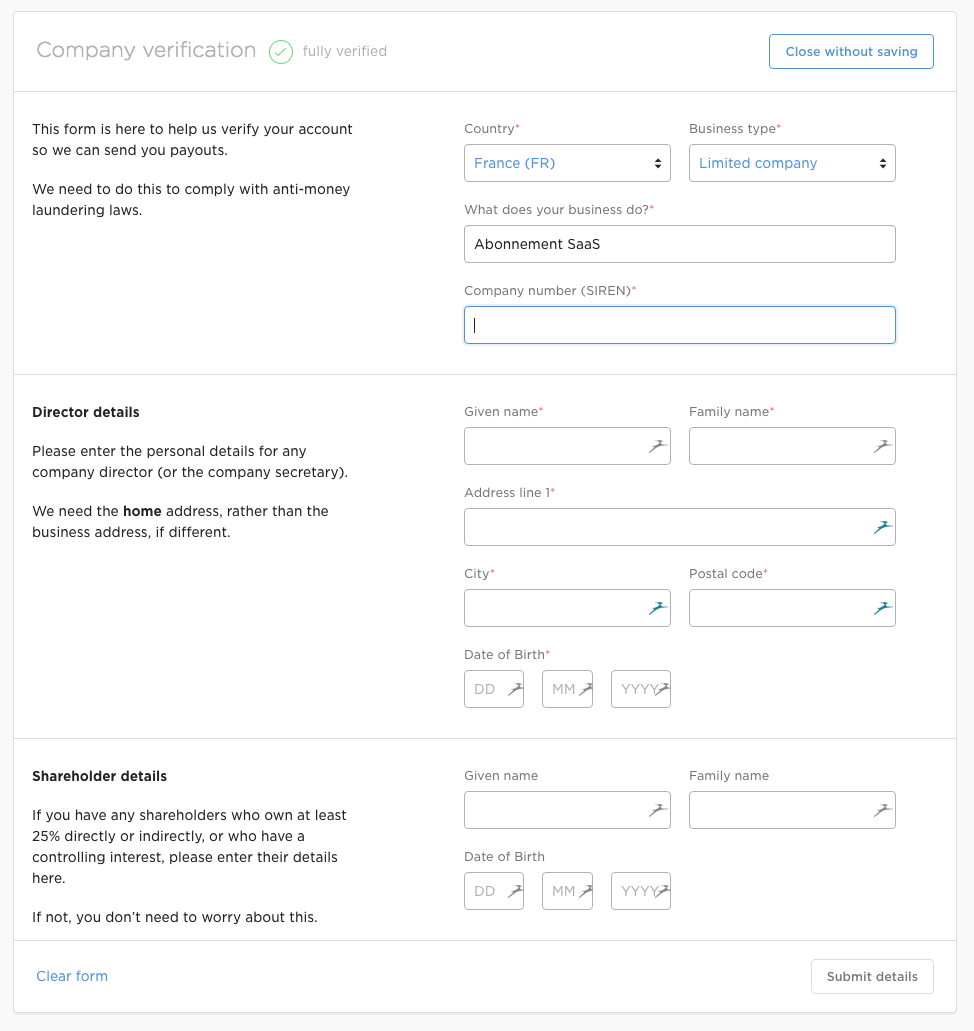 Company verification fully verified
Close without saving
This form is here to help us verify your account
so we can send you payouts.
We need to do this to comply with anti-money
laundering laws.
Country* Business type*
France (FR) Limited company
What does your business do?*
Abonnement SaaS
Company number (SIREN)*
Director details
Please enter the personal details for any
company director (or the company secretary).
We need the home address, rather than the
business address, if different.
Given name* Family name*
Address line 1*
City* Postal code*
Date of Birth*
DD MM YYYY
Shareholder details
If you have any shareholders who own at least
25% directly or indirectly, or who have a
controlling interest, please enter their details
here.
If not, you don't need to worry about this.
Given name Family name
Date of Birth
DD MM YYYY
Clear form
Submit details